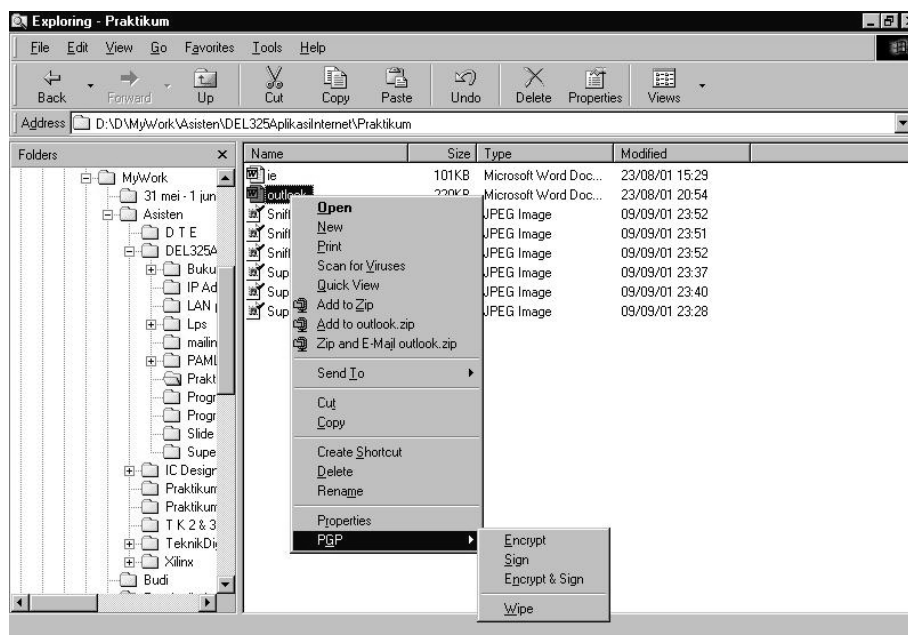 Exploring - Praktikum
File Edit View Go Favorites Tools Help
Back Forward Up Cut Copy Paste Undo Delete Properties Views
Address D:\D\MyWork\Asisten\DEL325AplikasiInternet\Praktikum
Folders
MyWork
31 mei - 1 jun
Asisten
D T E
DEL325A
Buku
IP Ad
LAN
Lps
mailin
PAML
Prakt
Progr
Progr
Slide
Supe
IC Desigr
Praktikum
Praktikum
T K 2 & 3
TeknikDi
Xilinx
Budi
Name Size Type Modified
ie 101KB Microsoft Word Doc... 23/08/01 15:29
outlook 220KB Microsoft Word Doc... 23/08/01 20:54
Sniff JPEG Image 09/09/01 23:52
Sniff JPEG Image 09/09/01 23:51
Sniff JPEG Image 09/09/01 23:52
Sup JPEG Image 09/09/01 23:37
Sup JPEG Image 09/09/01 23:40
Sup JPEG Image 09/09/01 23:28
Open
New
Print
Scan for Viruses
Quick View
Add to Zip
Add to outlook.zip
Zip and E-Mail outlook.zip
Send To
Cut
Copy
Create Shortcut
Delete
Rename
Properties
PGP
Encrypt
Sign
Encrypt & Sign
Wipe